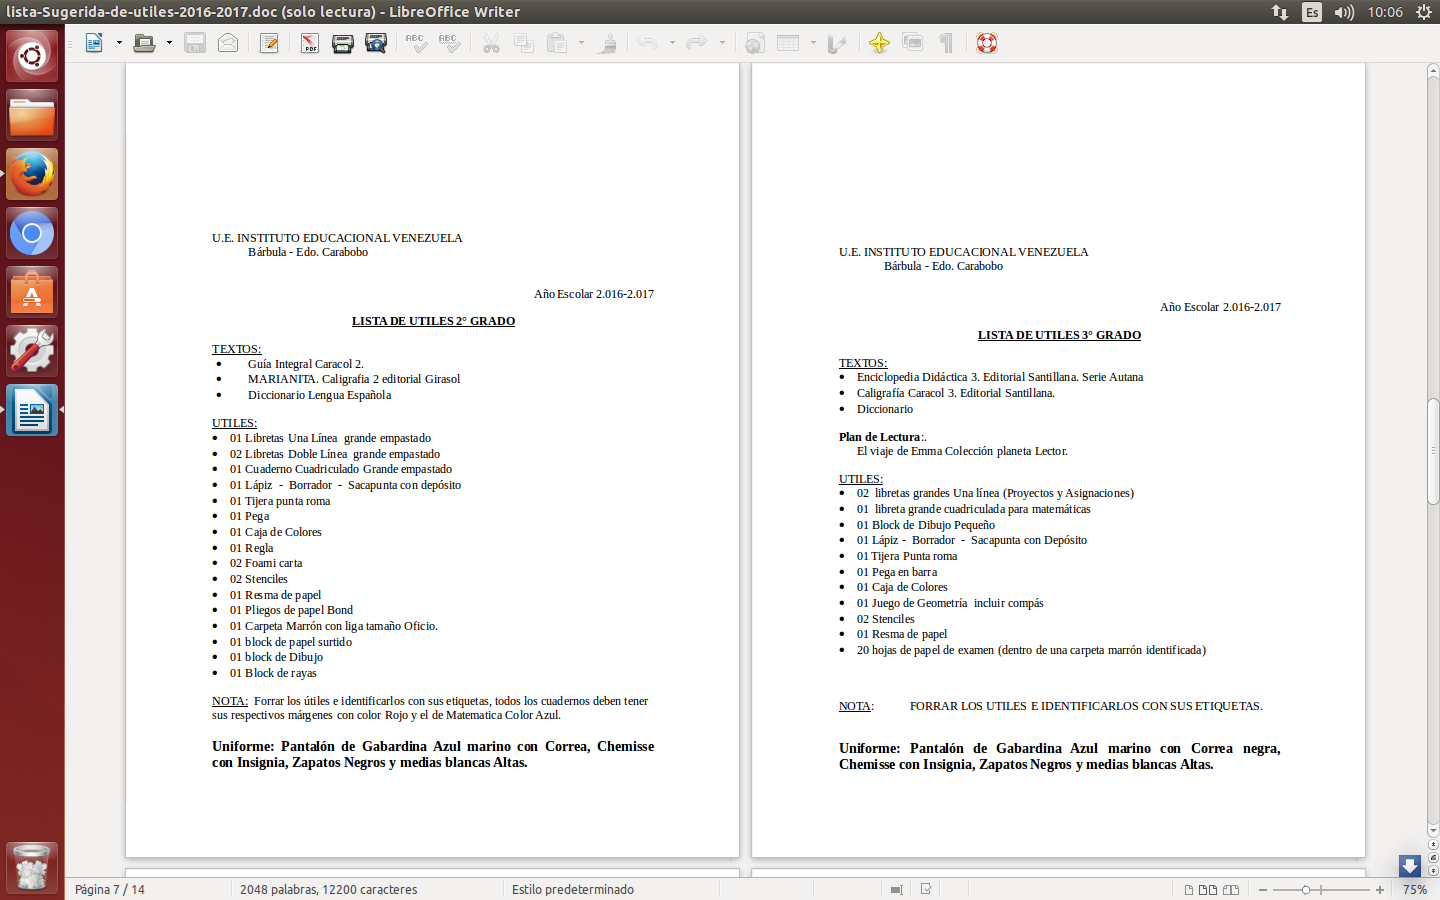 lista-Sugerida-de-utiles-2016-2017.doc (solo lectura) - LibreOffice Writer
Es
10:06
PDF
ABC
ABC
U.E. INSTITUTO EDUCACIONAL VENEZUELA
Bárbula - Edo. Carabobo
Año Escolar 2.016-2.017
LISTA DE UTILES 2° GRADO
TEXTOS:
• Guía Integral Caracol 2.
• MARIANITA. Caligrafia 2 editorial Girasol
• Diccionario Lengua Española
UTILES:
• 01 Libretas Una Línea grande empastado
• 02 Libretas Doble Línea grande empastado
• 01 Cuaderno Cuadriculado Grande empastado
• 01 Lápiz - Borrador - Sacapunta con depósito
• 01 Tijera punta roma
• 01 Pega
• 01 Caja de Colores
• 01 Regla
• 02 Foami carta
• 02 Stenciles
• 01 Resma de papel
• 01 Pliegos de papel Bond
• 01 Carpeta Marrón con liga tamaño Oficio.
• 01 block de papel surtido
• 01 block de Dibujo
• 01 Block de rayas
NOTA: Forrar los útiles e identificarlos con sus etiquetas, todos los cuadernos deben tener
sus respectivos márgenes con color Rojo y el de Matematica Color Azul.
Uniforme: Pantalón de Gabardina Azul marino con Correa, Chemisse
con Insignia, Zapatos Negros y medias blancas Altas.
U.E. INSTITUTO EDUCACIONAL VENEZUELA
Bárbula - Edo. Carabobo
Año Escolar 2.016-2.017
LISTA DE UTILES 3° GRADO
TEXTOS:
• Enciclopedia Didáctica 3. Editorial Santillana. Serie Autana
• Caligrafía Caracol 3. Editorial Santillana.
• Diccionario
Plan de Lectura:.
El viaje de Emma Colección planeta Lector.
UTILES:
• 02 libretas grandes Una línea (Proyectos y Asignaciones)
• 01 libreta grande cuadriculada para matemáticas
• 01 Block de Dibujo Pequeño
• 01 Lápiz - Borrador - Sacapunta con Depósito
• 01 Tijera Punta roma
• 01 Pega en barra
• 01 Caja de Colores
• 01 Juego de Geometría incluir compás
• 02 Stenciles
• 01 Resma de papel
• 20 hojas de papel de examen (dentro de una carpeta marrón identificada)
NOTA: FORRAR LOS UTILES E IDENTIFICARLOS CON SUS ETIQUETAS.
Uniforme: Pantalón de Gabardina Azul marino con Correa negra,
Chemisse con Insignia, Zapatos Negros y medias blancas Altas.
Página 7 / 14
2048 palabras, 12200 caracteres
Estilo predeterminado
75%